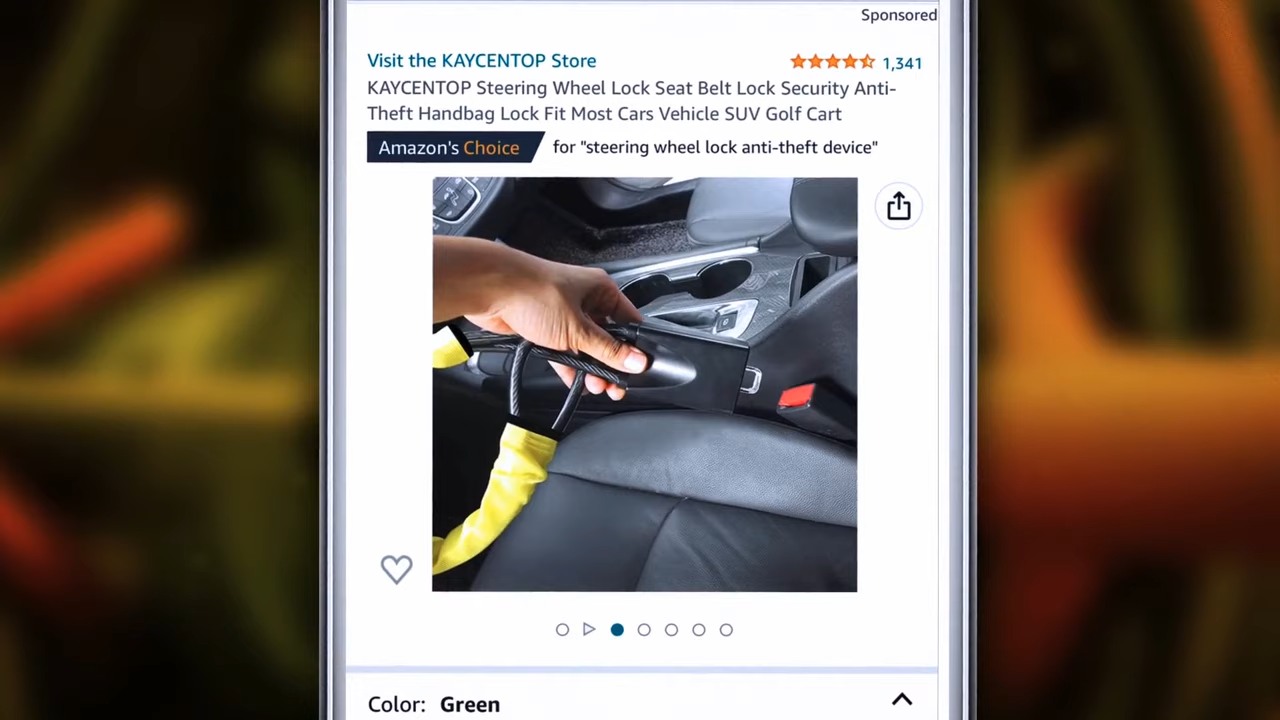 Sponsored
Visit the KAYCENTOP Store
1,341
KAYCENTOP Steering Wheel Lock Seat Belt Lock Security Anti-
Theft Handbag Lock Fit Most Cars Vehicle SUV Golf Cart
Amazon's Choice for "steering wheel lock anti-theft device"
Color: Green